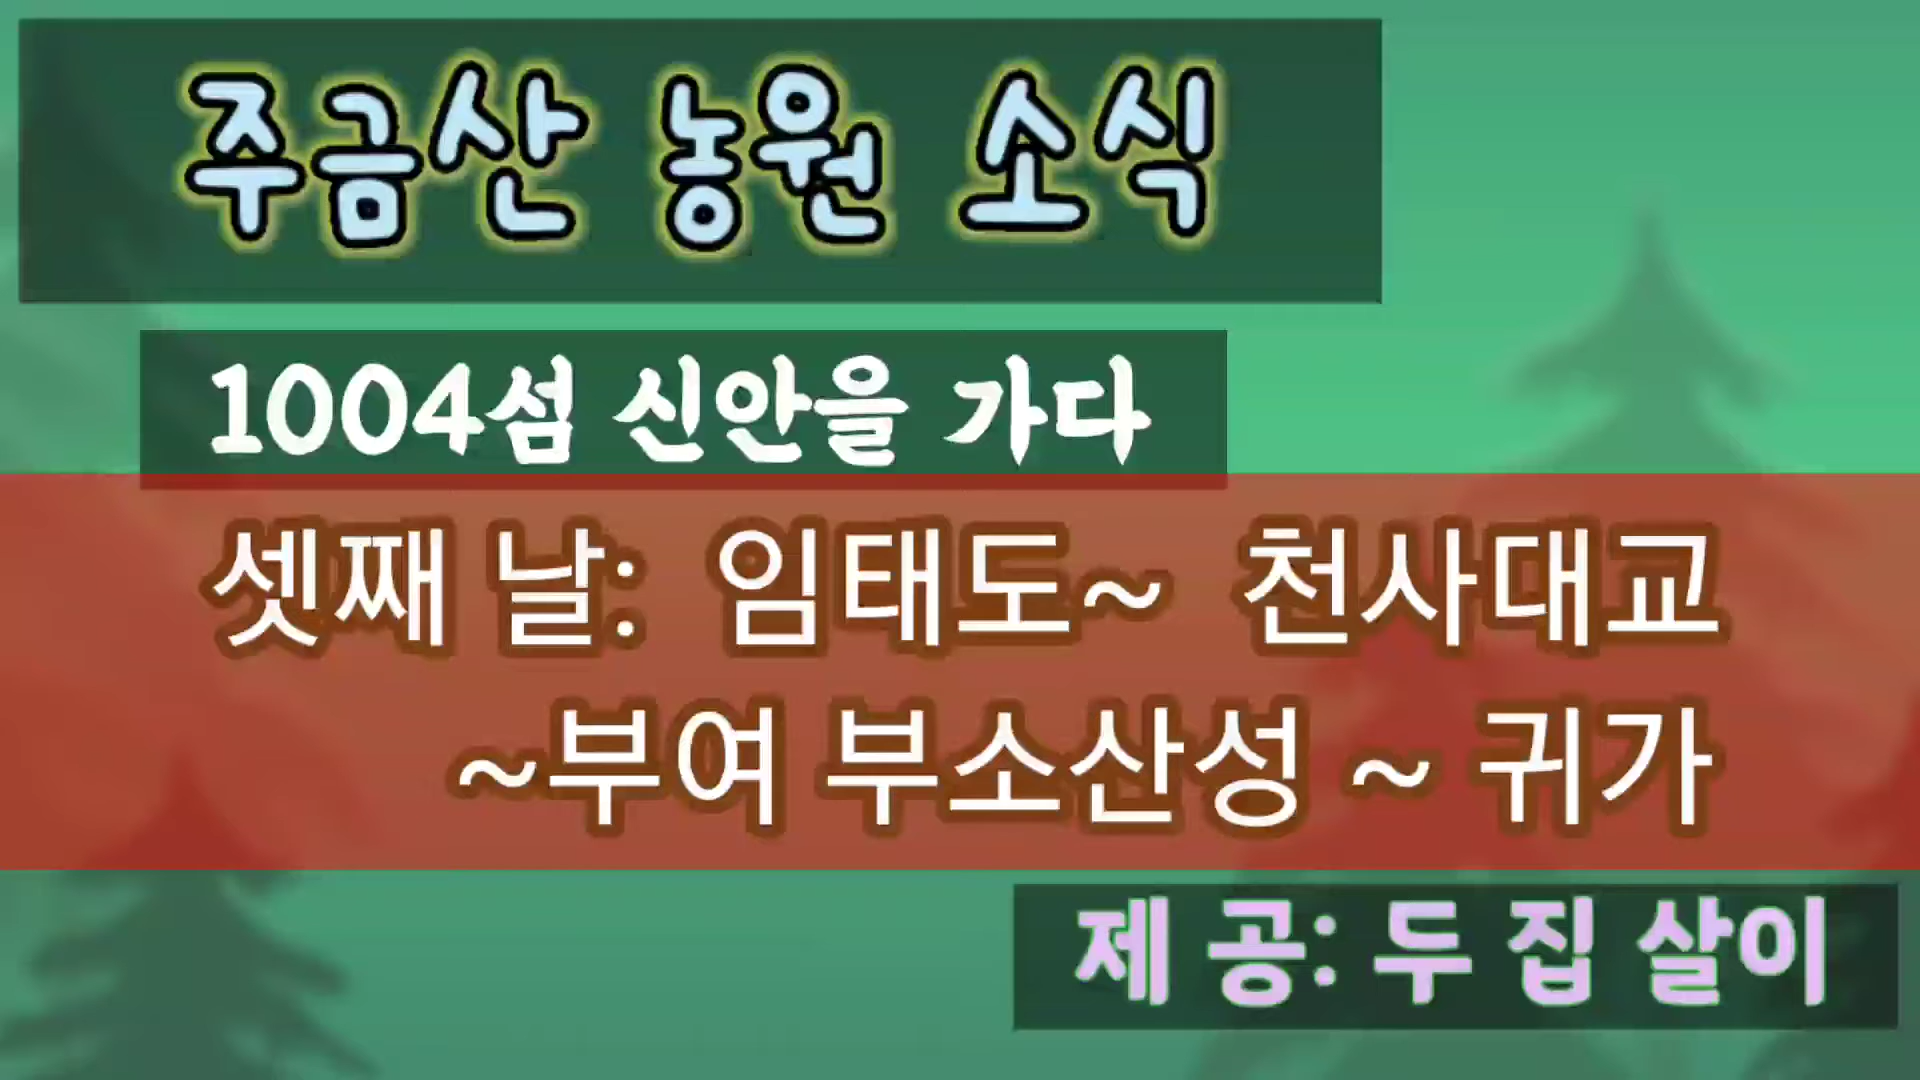 주금산 농원 소식
1004섬 신안을 가다
셋째 날: 임태도~ 천사대교
~부여 부소산성 ~ 귀가
제 공: 두 집 살이